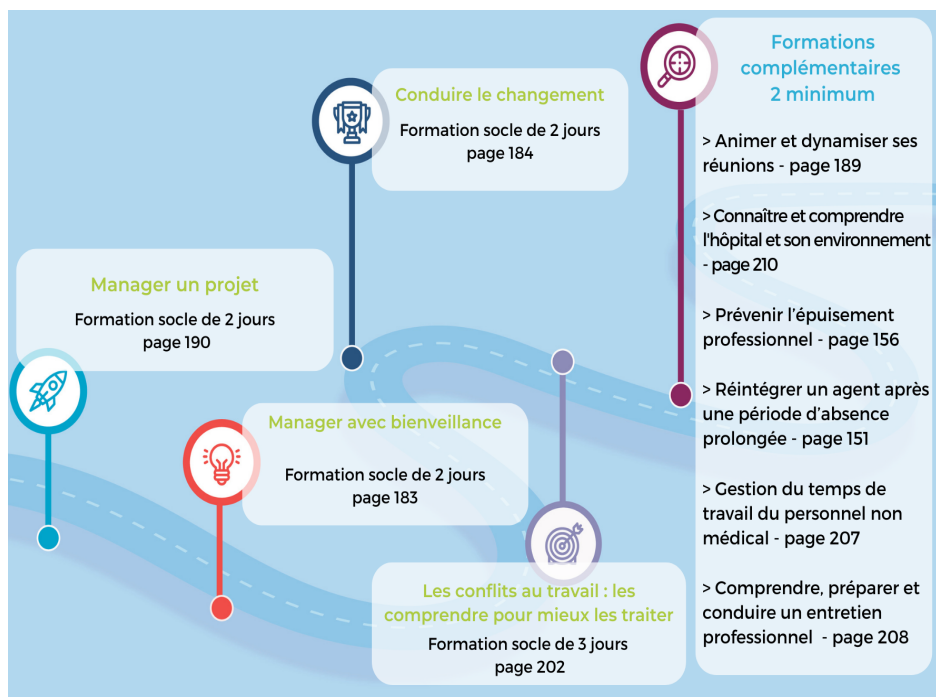 Manager un projet
Formation socle de 2 jours
page 190
Manager avec bienveillance
Formation socle de 2 jours
page 183
Conduire le changement
Formation socle de 2 jours
page 184
Les conflits au travail : les
comprendre pour mieux les traiter
Formation socle de 3 jours
page 202
Formations
complémentaires
2 minimum
> Animer et dynamiser ses
réunions - page 189
> Connaître et comprendre
l'hôpital et son environnement
- page 210
> Prévenir l’épuisement
professionnel - page 156
> Réintégrer un agent après
une période d’absence
prolongée - page 151
> Gestion du temps de
travail du personnel non
médical - page 207
> Comprendre, préparer et
conduire un entretien
professionnel - page 208